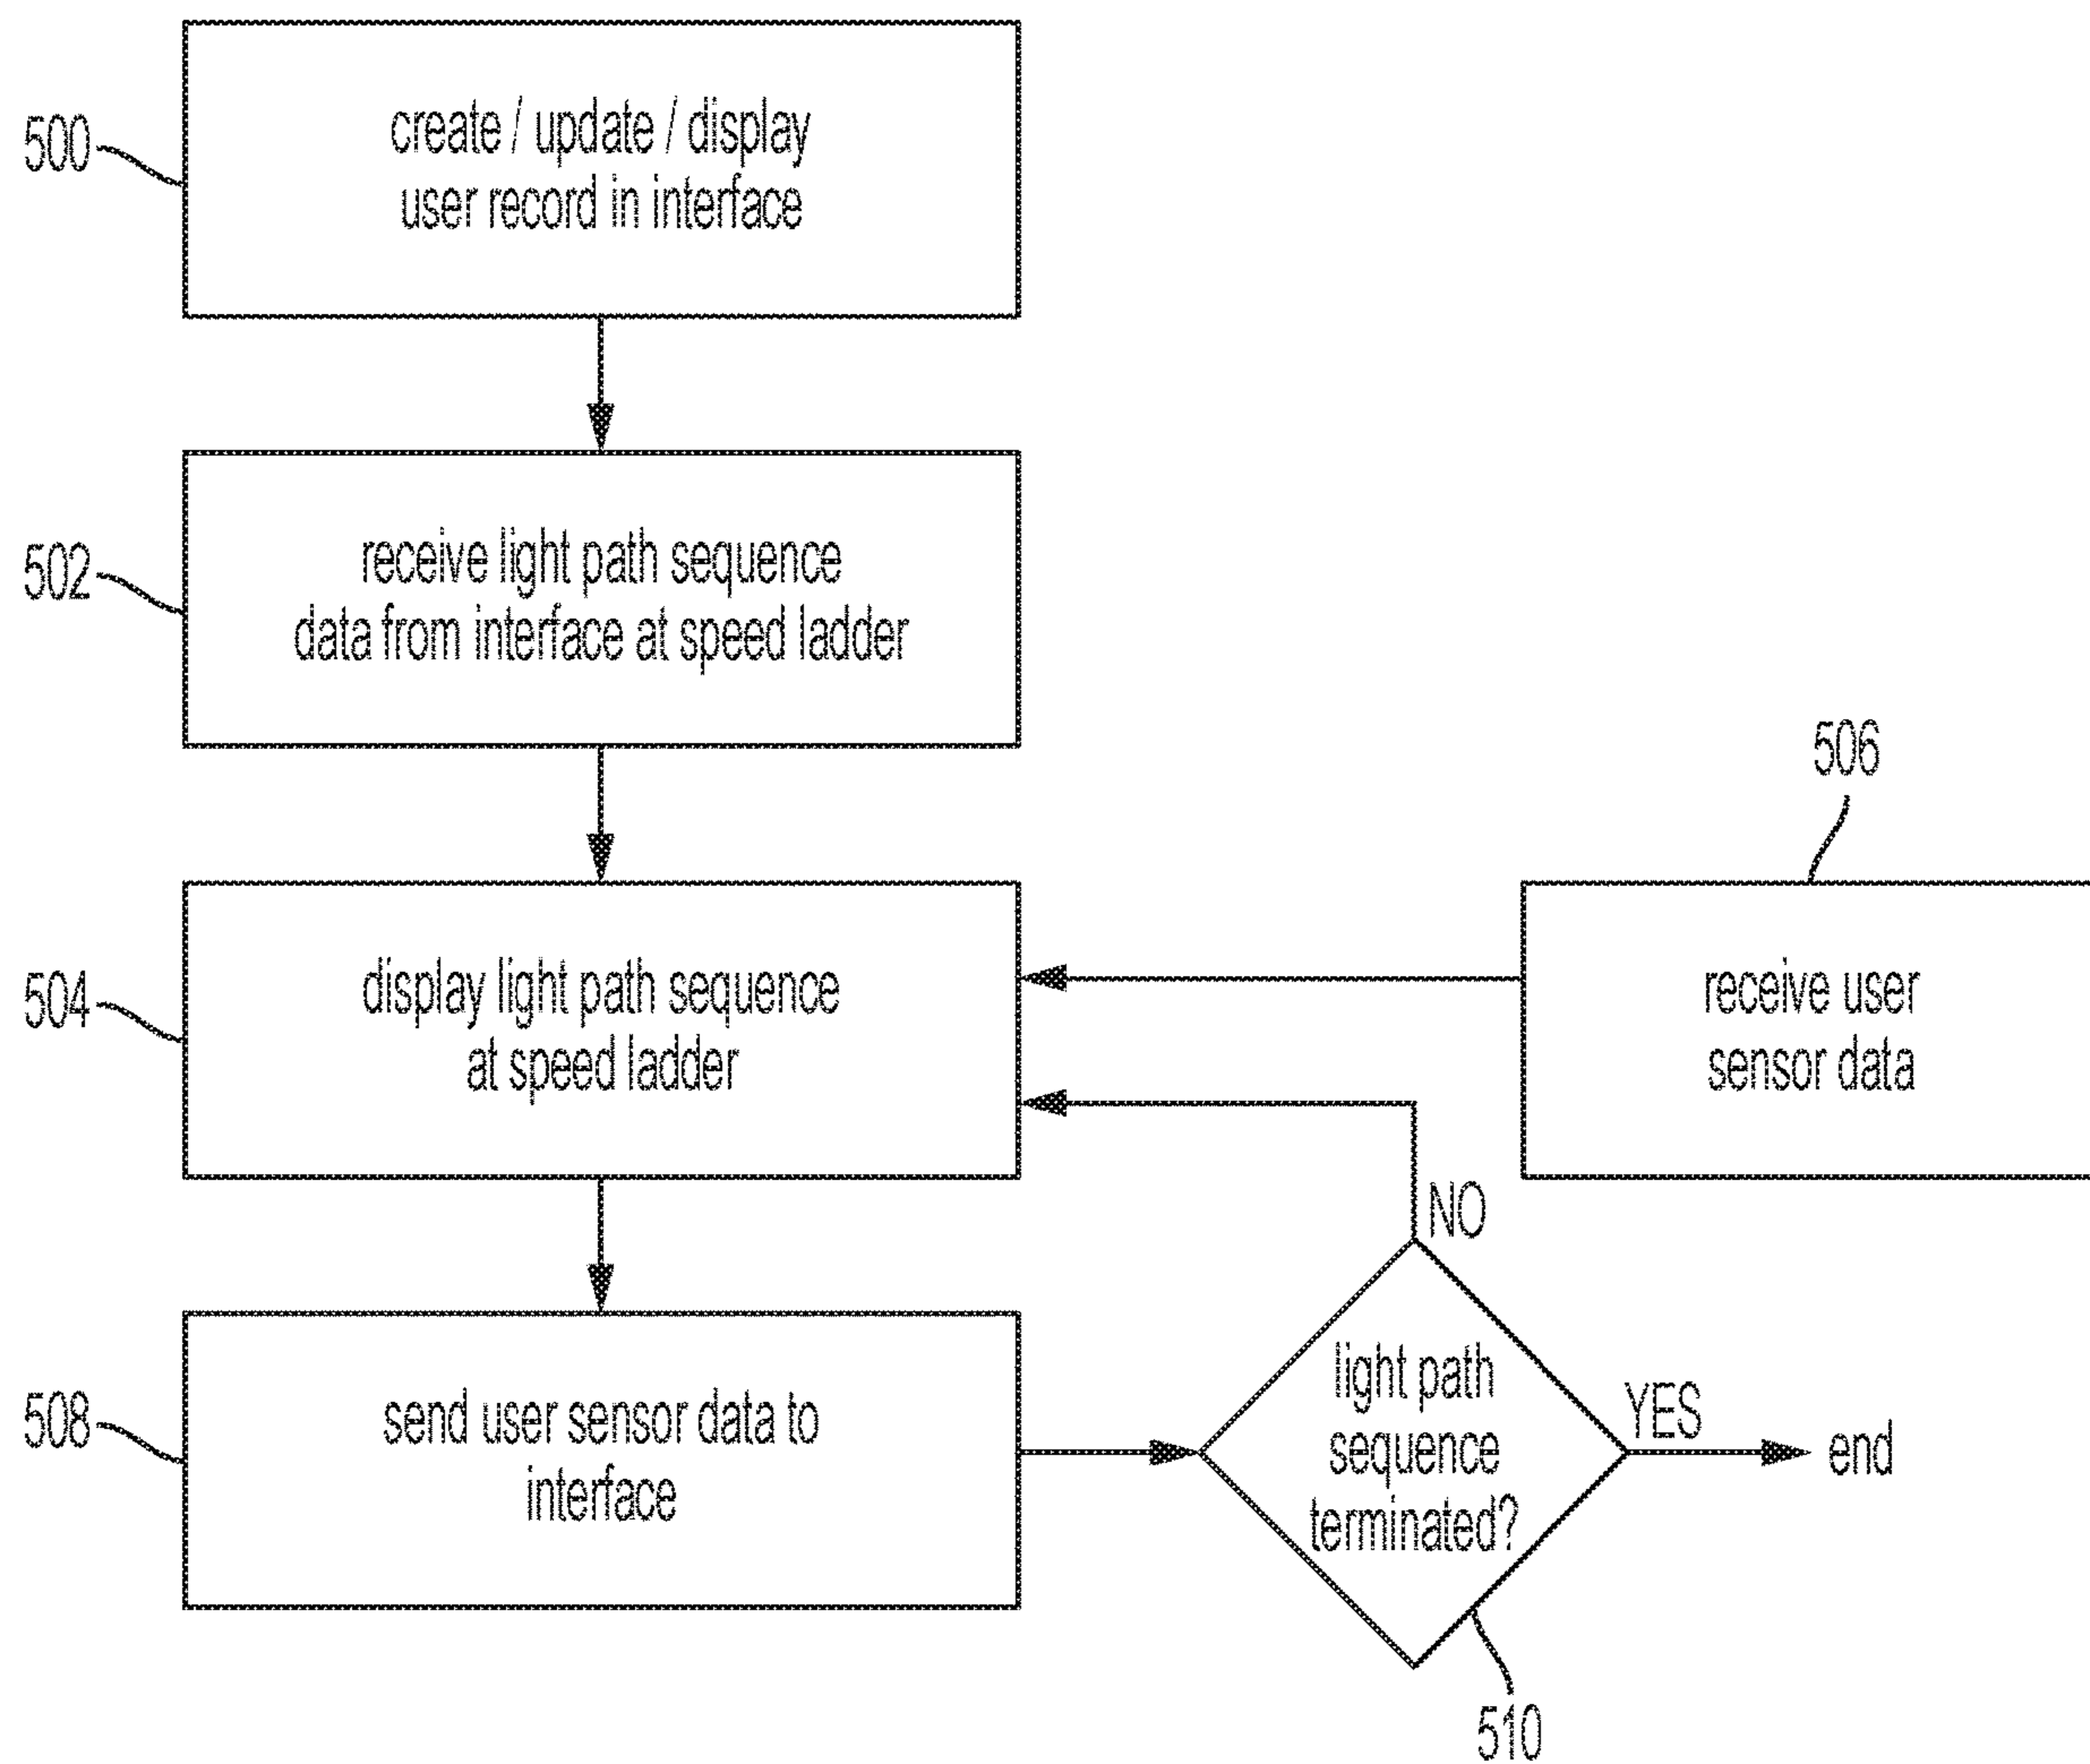 500
create / update / display
user record in interface
502
receive light path sequence
data from interface at speed ladder
506
504
display light path sequence
at speed ladder
receive user
sensor data
NO
508
send user sensor data to
interface
light path
sequence
terminated?
YES
end
510